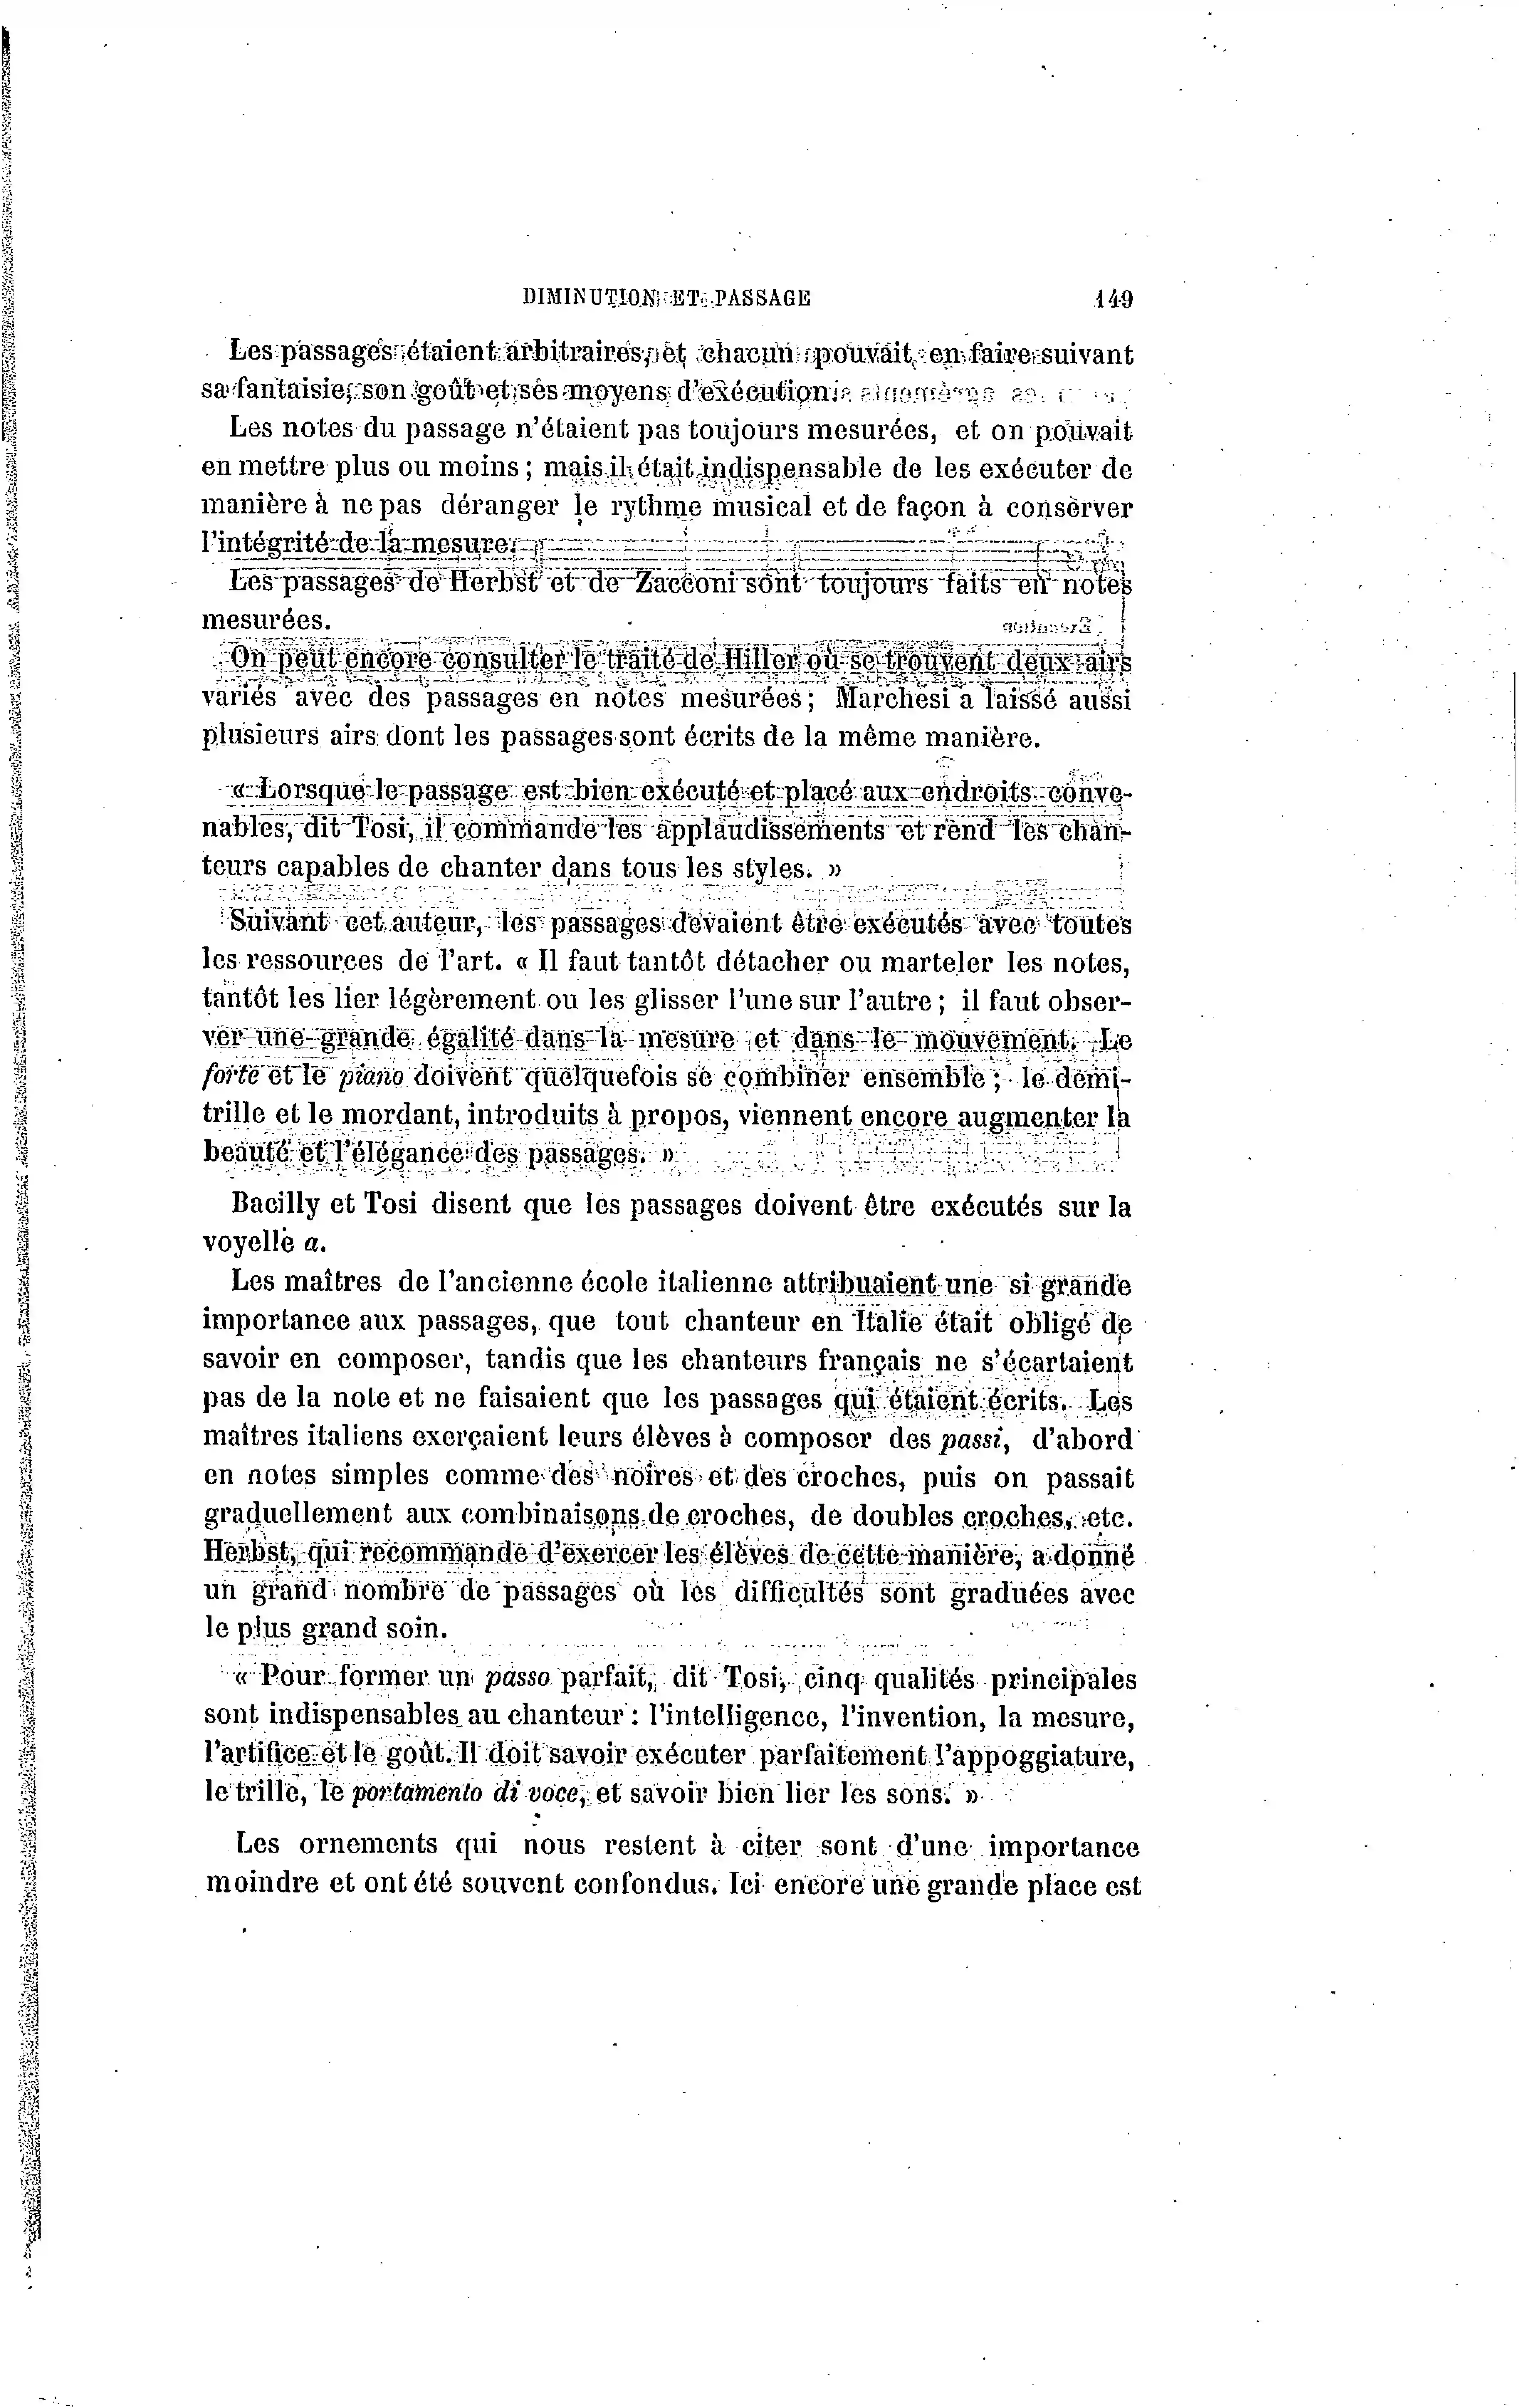 DIMINUTION ET PASSAGE 149
Les passages étaient arbitraires, et chacun pouvait en faire suivant
sa fantaisie, son goût et ses moyens d'exécution.
Les notes du passage n'étaient pas toujours mesurées, et on pouvait
en mettre plus ou moins; mais il était indispensable de les exécuter de
manière à ne pas déranger le rythme musical et de façon à conserver
l'intégrité de la mesure.
Les passages de Herbst et de Zacconi sont toujours faits en notes
mesurées.
On peut encore consulter le traité de Hiller où se trouvent deux airs
variés avec des passages en notes mesurées; Marchesi a laissé aussi
plusieurs airs dont les passages sont écrits de la même manière.
« Lorsque le passage est bien exécuté et placé aux endroits conve-
nables, dit Tosi, il commande les applaudissements et rend les chan-
teurs capables de chanter dans tous les styles. »
Suivant cet auteur, les passages devaient être exécutés avec toutes
les ressources de l'art. « Il faut tantôt détacher ou marteler les notes,
tantôt les lier légèrement ou les glisser l'une sur l'autre; il faut obser-
ver une grande égalité dans la mesure et dans le mouvement. Le
forte et le piano doivent quelquefois se combiner ensemble; le demi-
trille et le mordant, introduits à propos, viennent encore augmenter la
beauté et l'élégance des passages. »
Bacilly et Tosi disent que les passages doivent être exécutés sur la
voyelle a.
Les maîtres de l'ancienne école italienne attribuaient une si grande
importance aux passages, que tout chanteur en Italie était obligé de
savoir en composer, tandis que les chanteurs français ne s'écartaient
pas de la note et ne faisaient que les passages qui étaient écrits. Les
maîtres italiens exerçaient leurs élèves à composer des passi, d'abord
en notes simples comme des noires et des croches, puis on passait
graduellement aux combinaisons de croches, de doubles croches, etc.
Herbst, qui recommande d'exercer les élèves de cette manière, a donné
un grand nombre de passages où les difficultés sont graduées avec
le plus grand soin.
« Pour former un passo parfait, dit Tosi, cinq qualités principales
sont indispensables au chanteur : l'intelligence, l'invention, la mesure,
l'artifice et le goût. Il doit savoir exécuter parfaitement l'appoggiature,
le trille, le portamento di voce, et savoir bien lier les sons. »
Les ornements qui nous restent à citer sont d'une importance
moindre et ont été souvent confondus. Ici encore une grande place est